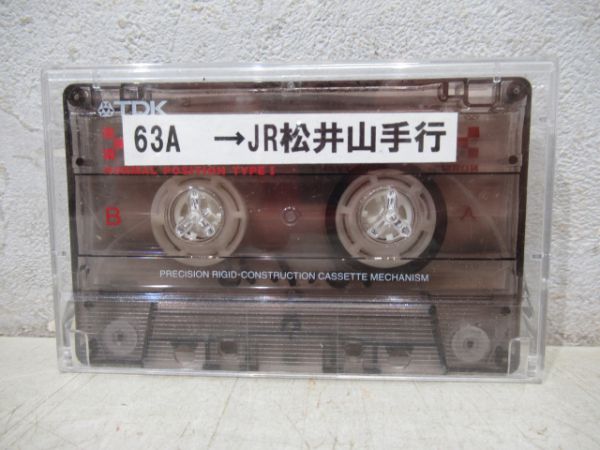 TDK
63A →JR松井山手行
NORMAL POSITION TYPE I
B
A
PRECISION RIGID-CONSTRUCTION CASSETTE MECHANISM